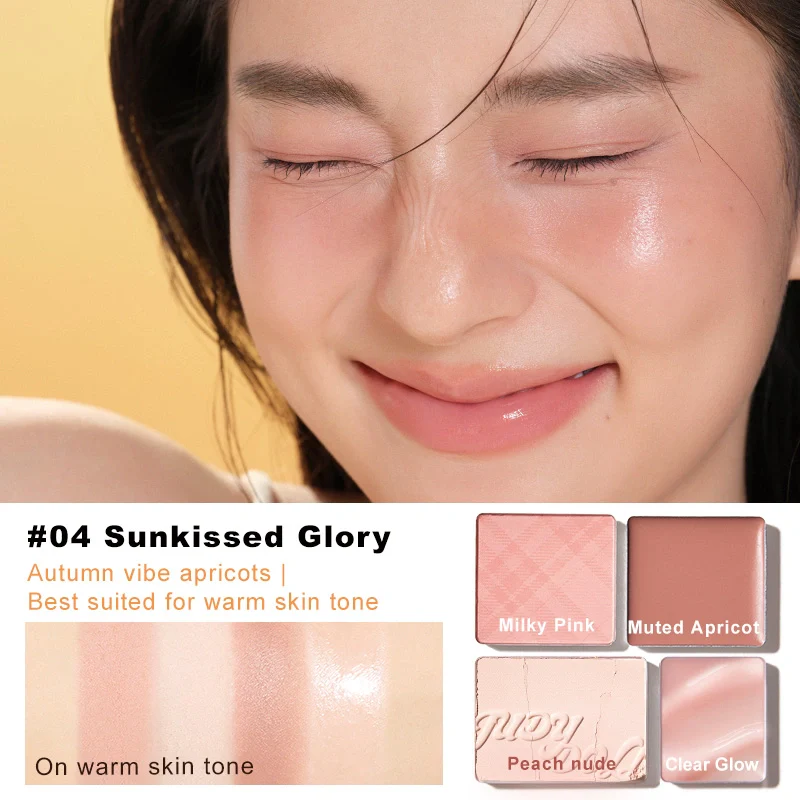 #04 Sunkissed Glory
Autumn vibe apricots |
Best suited for warm skin tone
On warm skin tone
Milky Pink
Muted Apricot
Peach nude
Clear Glow